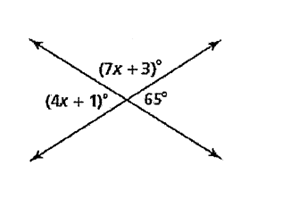 (7x + 3)°
(4x + 1)° 65°